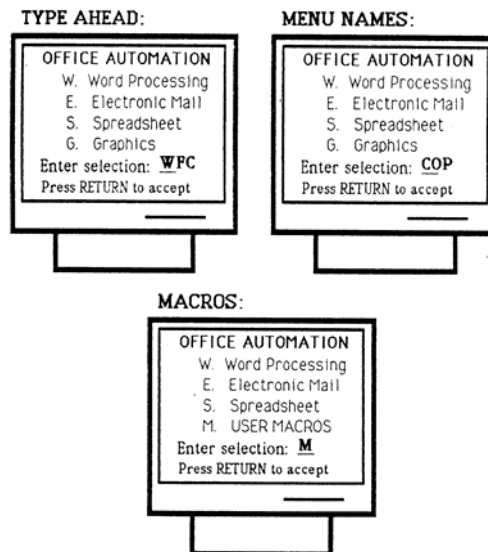 TYPE AHEAD:
OFFICE AUTOMATION
W. Word Processing
E. Electronic Mail
S. Spreadsheet
G. Graphics
Enter selection: WFC
Press RETURN to accept
MENU NAMES:
OFFICE AUTOMATION
W. Word Processing
E. Electronic Mail
S. Spreadsheet
G. Graphics
Enter selection: COP
Press RETURN to accept
MACROS:
OFFICE AUTOMATION
W. Word Processing
E. Electronic Mail
S. Spreadsheet
M. USER MACROS
Enter selection: M
Press RETURN to accept